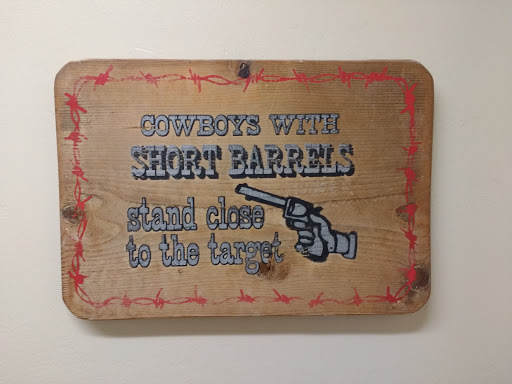 COWBOYS WITH
SHORT BARRELS
stand close
to the target